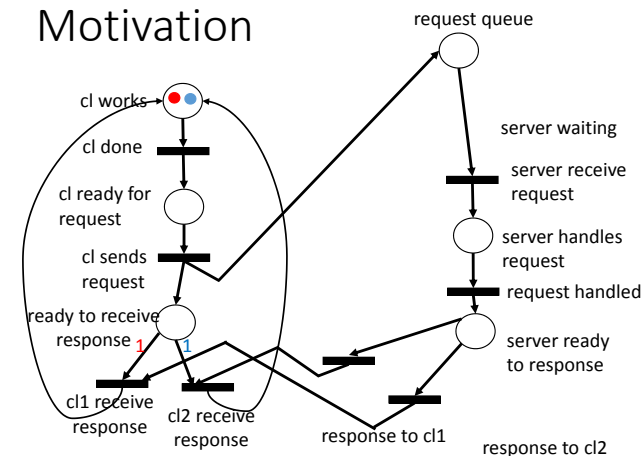 Motivation
request queue
cl works
server waiting
cl done
server receive
request
cl ready for
request
server handles
request
cl sends
request
request handled
ready to receive
response
1
1
server ready
to response
cl1 receive
response
cl2 receive
response
response to cl1
response to cl2